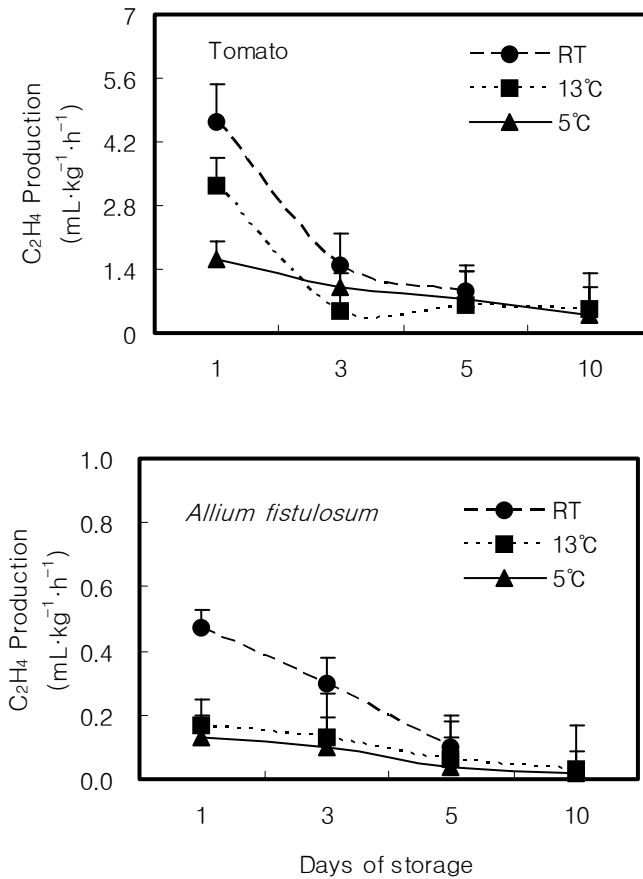 7
Tomato
RT
5.6
13℃
5℃
4.2
C₂H₄ Production
(mL·kg⁻¹·h⁻¹)
2.8
1.4
0
1 3 5 10
1.0
Allium fistulosum
RT
0.8
13℃
5℃
0.6
C₂H₄ Production
(mL·kg⁻¹·h⁻¹)
0.4
0.2
0.0
1 3 5 10
Days of storage